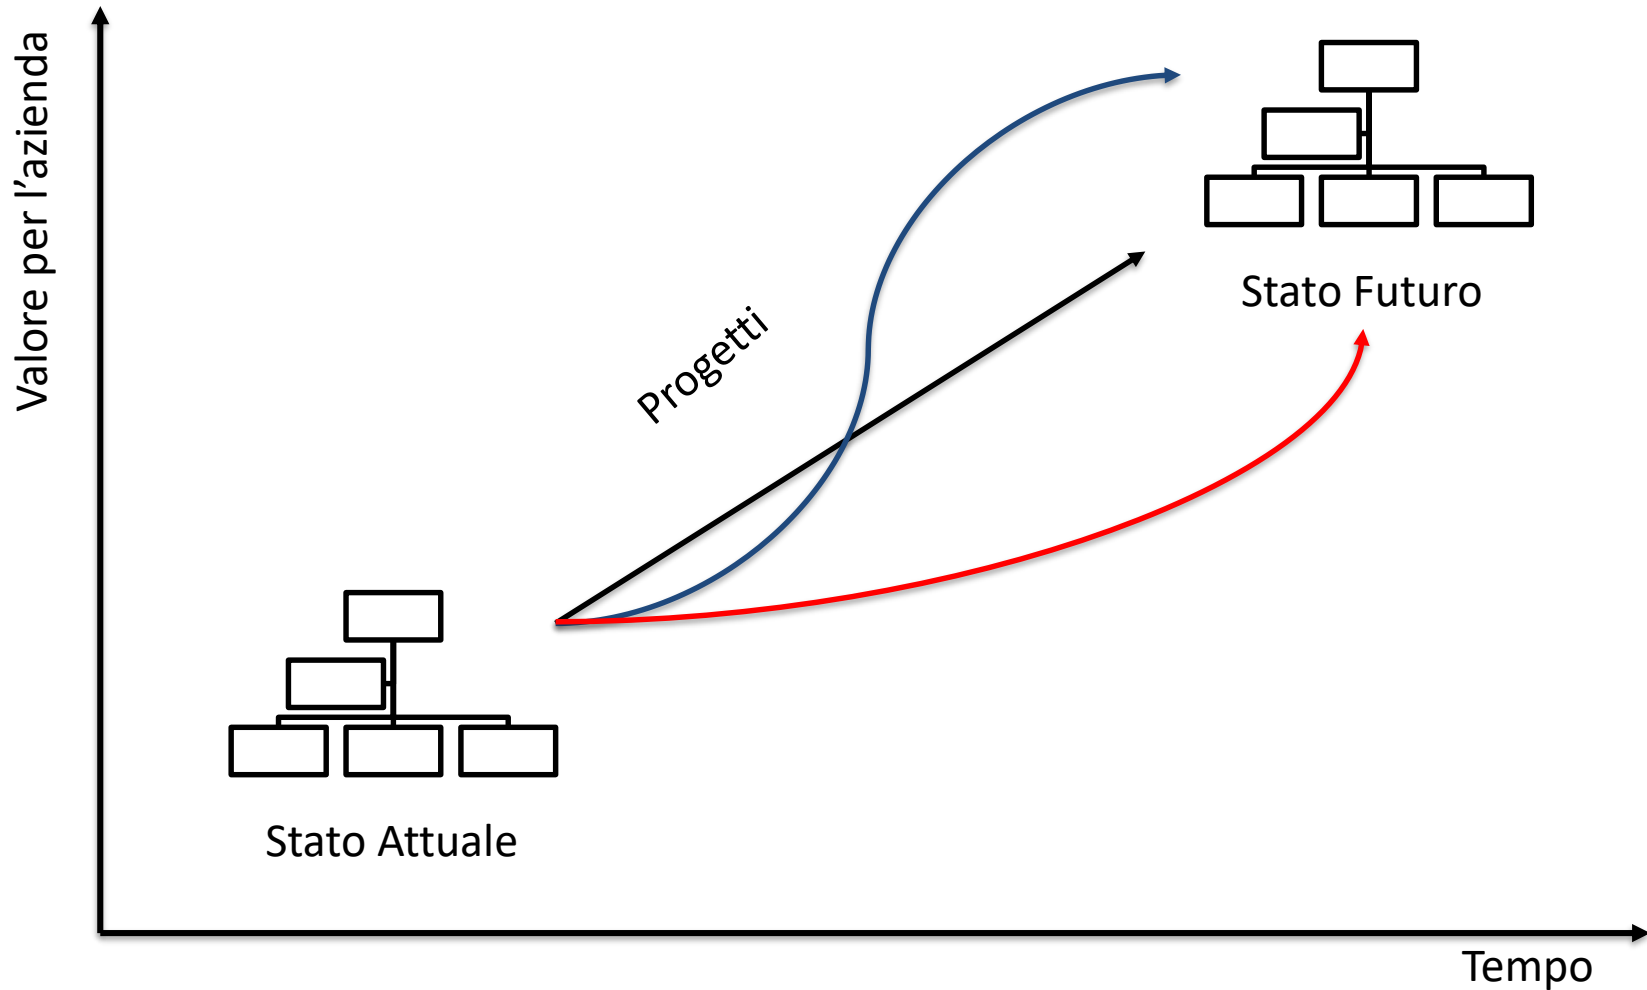 Valore per l'azienda
Progetti
Stato Futuro
Stato Attuale
Tempo